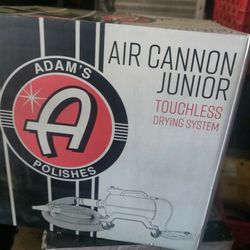 ADAM'S
A
POLISHES
AIR CANNON
JUNIOR
TOUCHLESS
DRYING SYSTEM